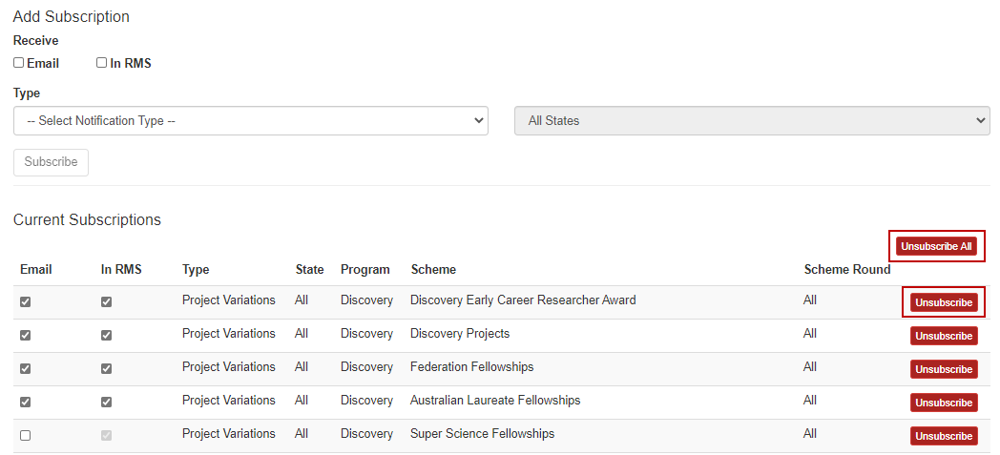 Add Subscription
Receive
Email In RMS
Type
-- Select Notification Type -- All States
Subscribe
Current Subscriptions
Unsubscribe All
Email In RMS Type State Program Scheme Scheme Round
Project Variations All Discovery Discovery Early Career Researcher Award All Unsubscribe
Project Variations All Discovery Discovery Projects All Unsubscribe
Project Variations All Discovery Federation Fellowships All Unsubscribe
Project Variations All Discovery Australian Laureate Fellowships All Unsubscribe
Project Variations All Discovery Super Science Fellowships All Unsubscribe